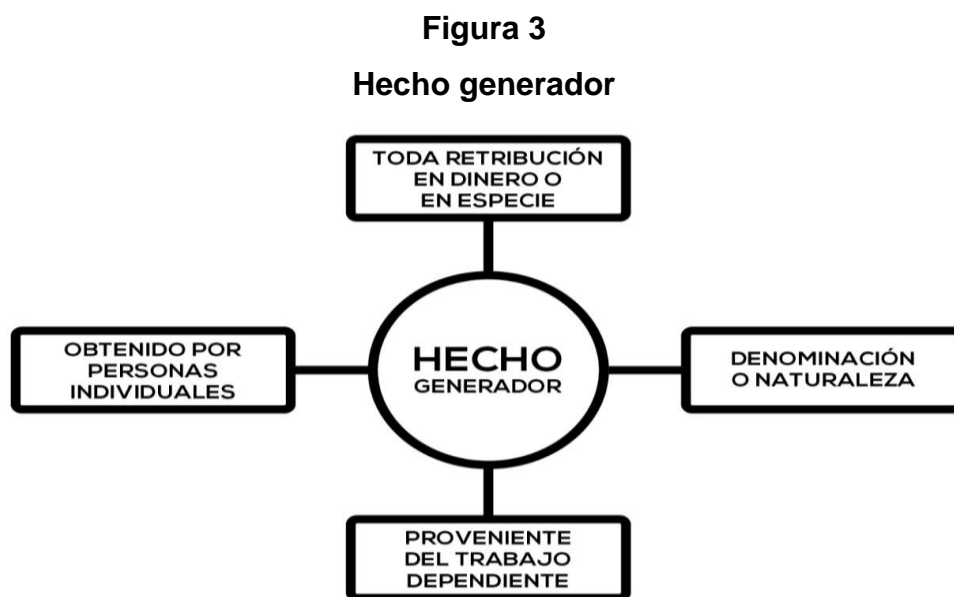 Figura 3
Hecho generador
TODA RETRIBUCIÓN
EN DINERO O
EN ESPECIE
OBTENIDO POR
PERSONAS
INDIVIDUALES
HECHO
GENERADOR
DENOMINACIÓN
O NATURALEZA
PROVENIENTE
DEL TRABAJO
DEPENDIENTE